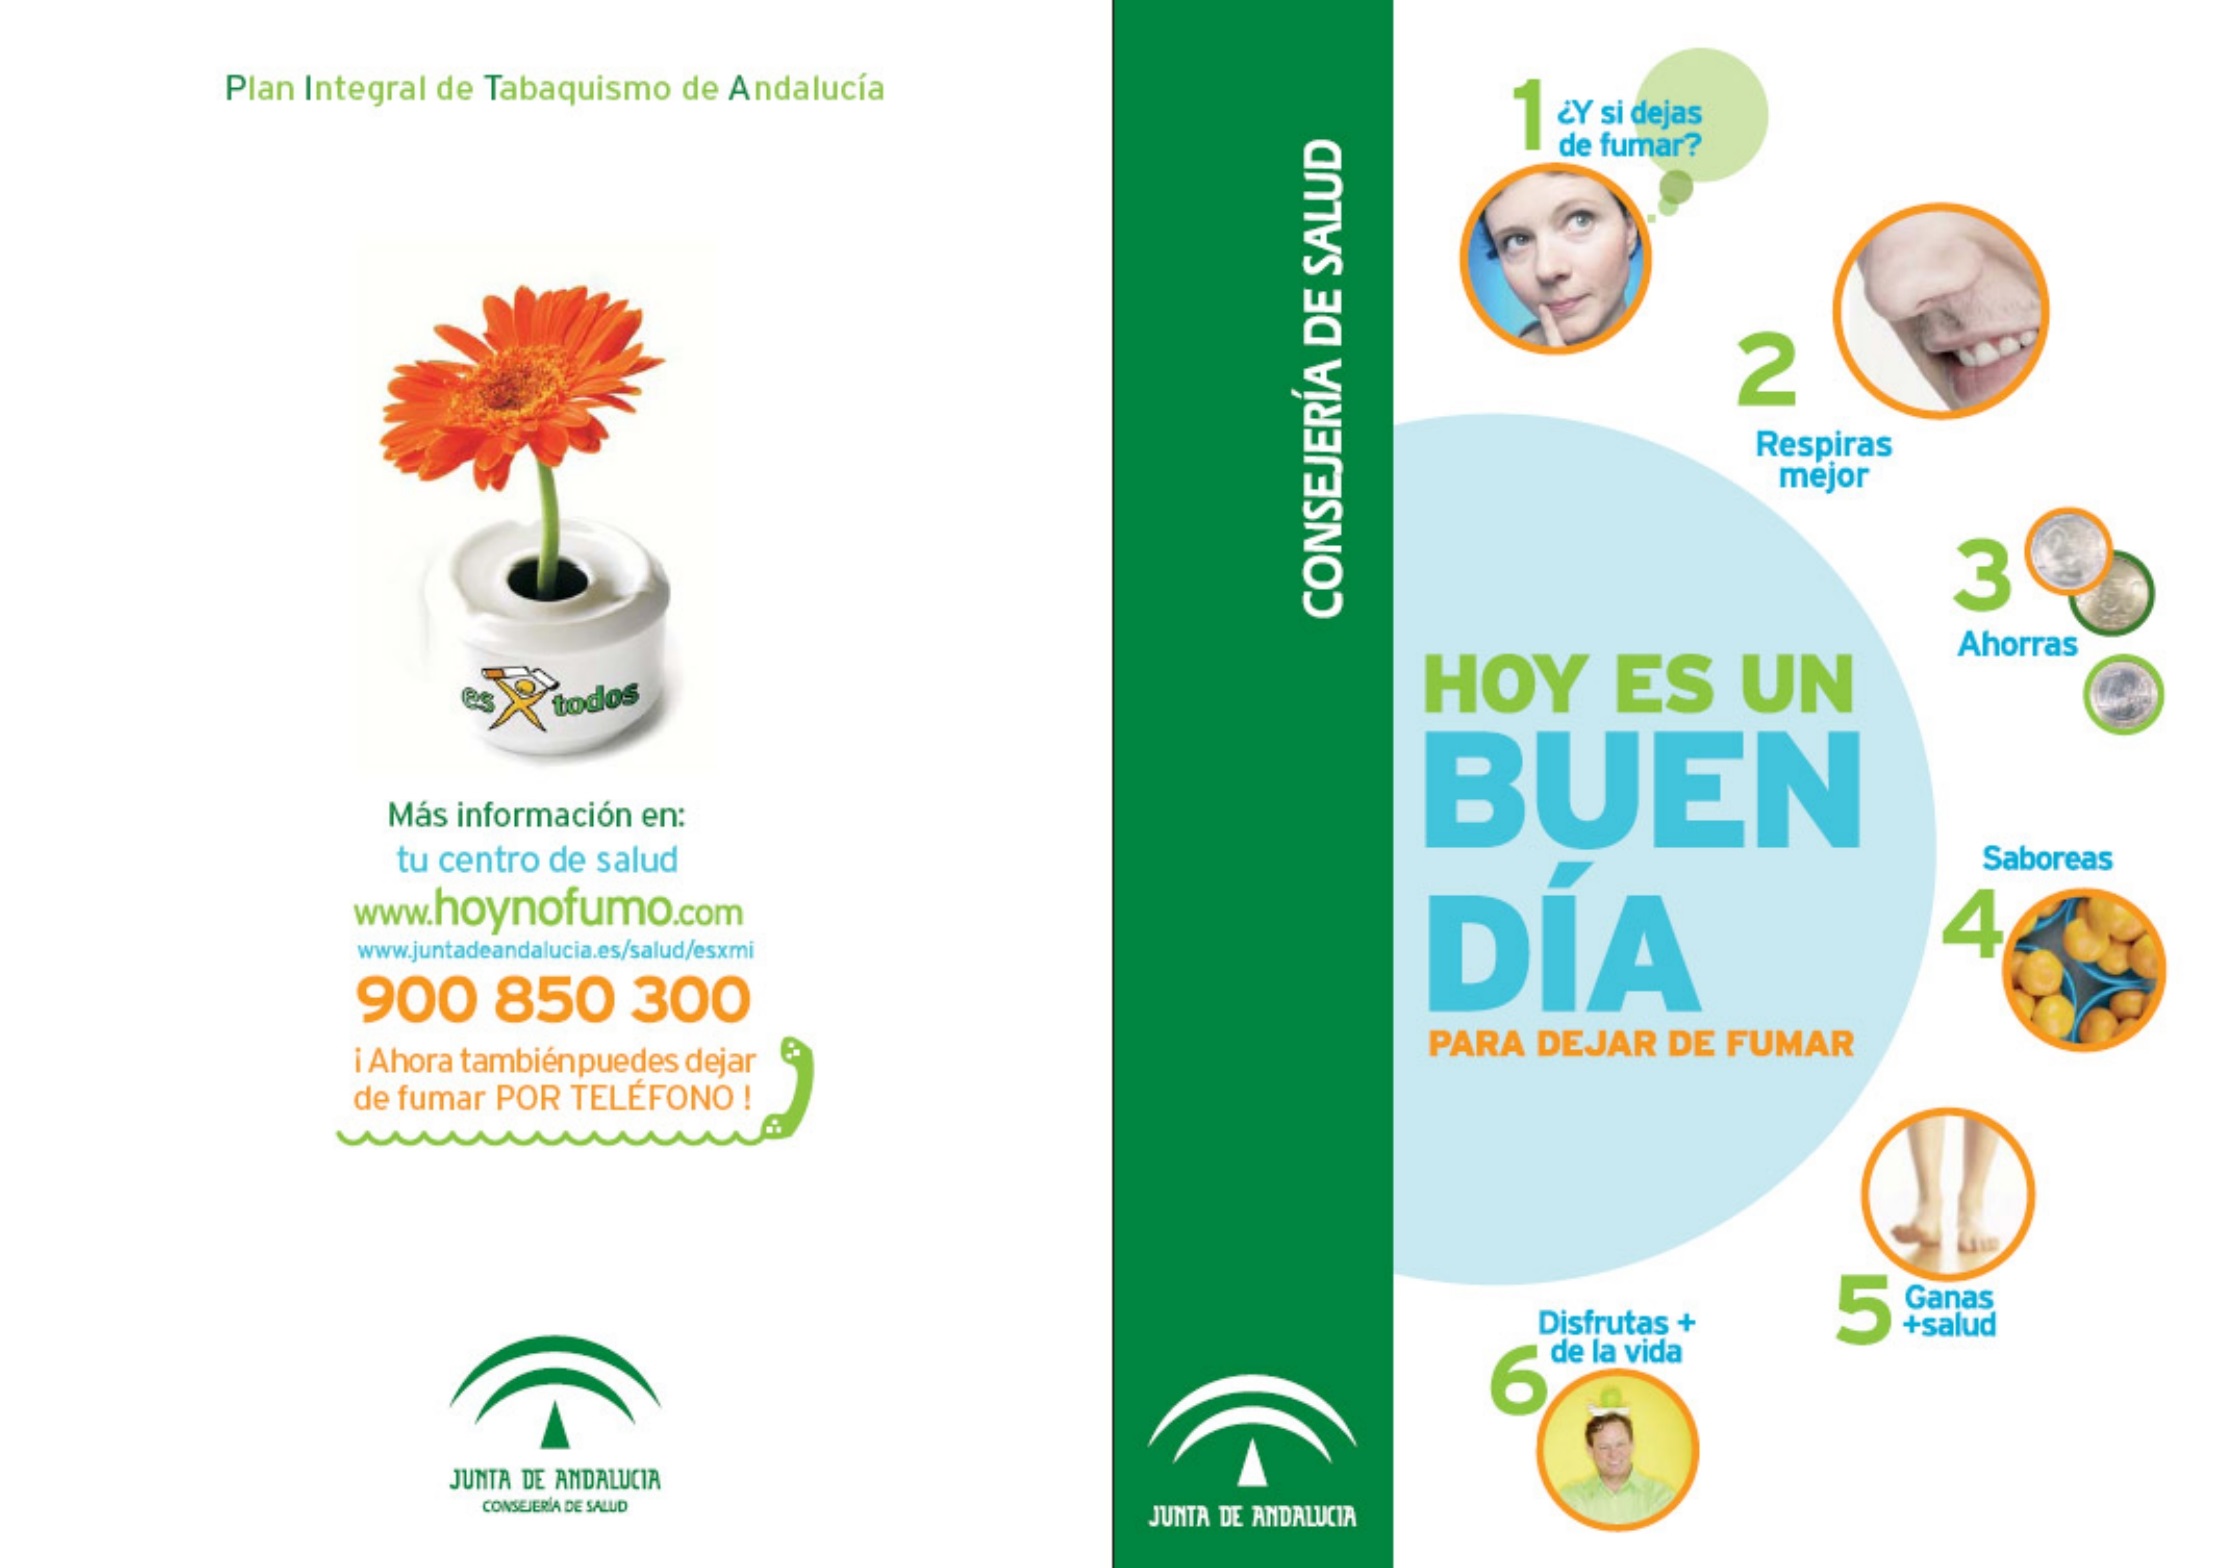 Plan Integral de Tabaquismo de Andalucía
es X todos
Más información en:
tu centro de salud
www.hoynofumo.com
www.juntadeandalucia.es/salud/esxmi
900 850 300
¡Ahora también puedes dejar
de fumar POR TELÉFONO !
JUNTA DE ANDALUCIA
CONSEJERÍA DE SALUD
CONSEJERÍA DE SALUD
JUNTA DE ANDALUCIA
1 ¿Y si dejas
de fumar?
2
Respiras
mejor
3
Ahorras
HOY ES UN
BUEN
DÍA
PARA DEJAR DE FUMAR
Saboreas
4
5 Ganas
+salud
Disfrutas +
de la vida
6